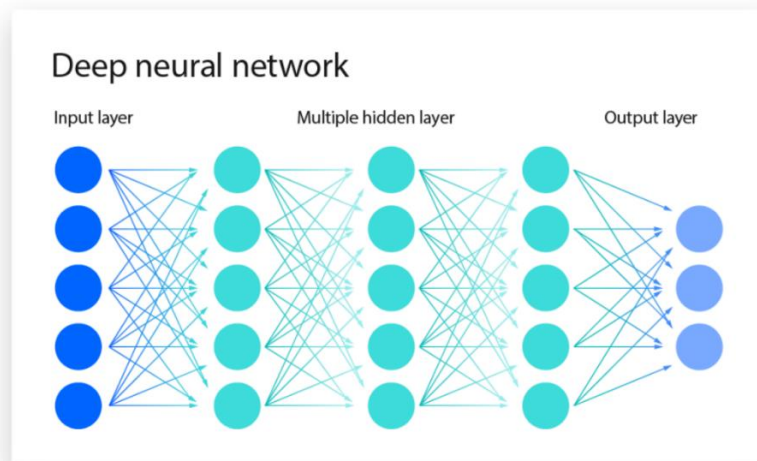 Deep neural network
Input layer
Multiple hidden layer
Output layer